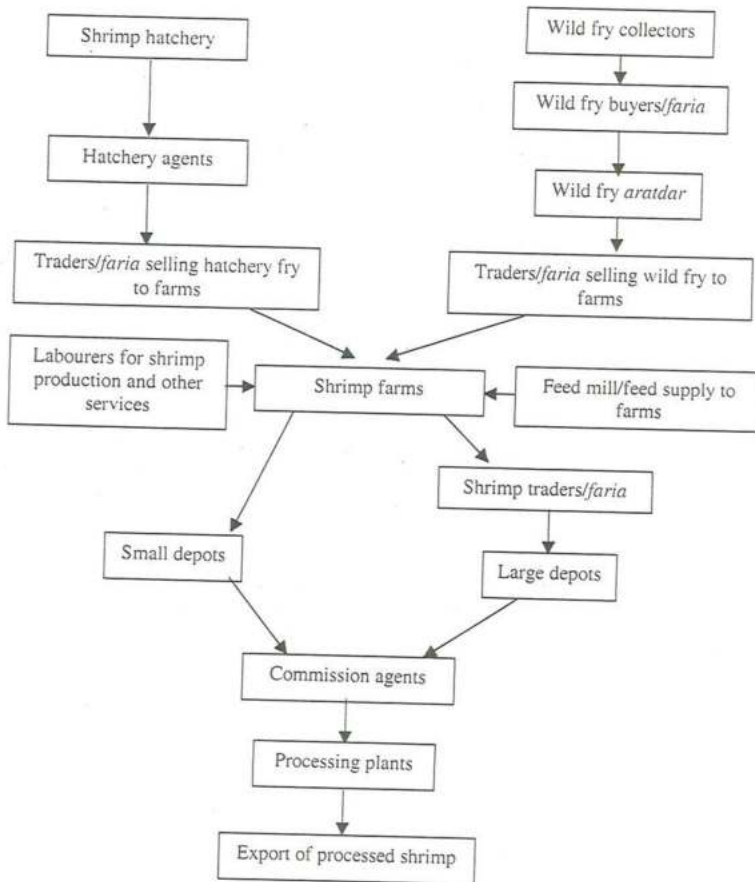 Shrimp hatchery
Wild fry collectors
Wild fry buyers/faria
Hatchery agents
Wild fry aratdar
Traders/faria selling hatchery fry
to farms
Traders/faria selling wild fry to
farms
Labourers for shrimp
production and other
services
Shrimp farms
Feed mill/feed supply to
farms
Shrimp traders/faria
Small depots
Large depots
Commission agents
Processing plants
Export of processed shrimp